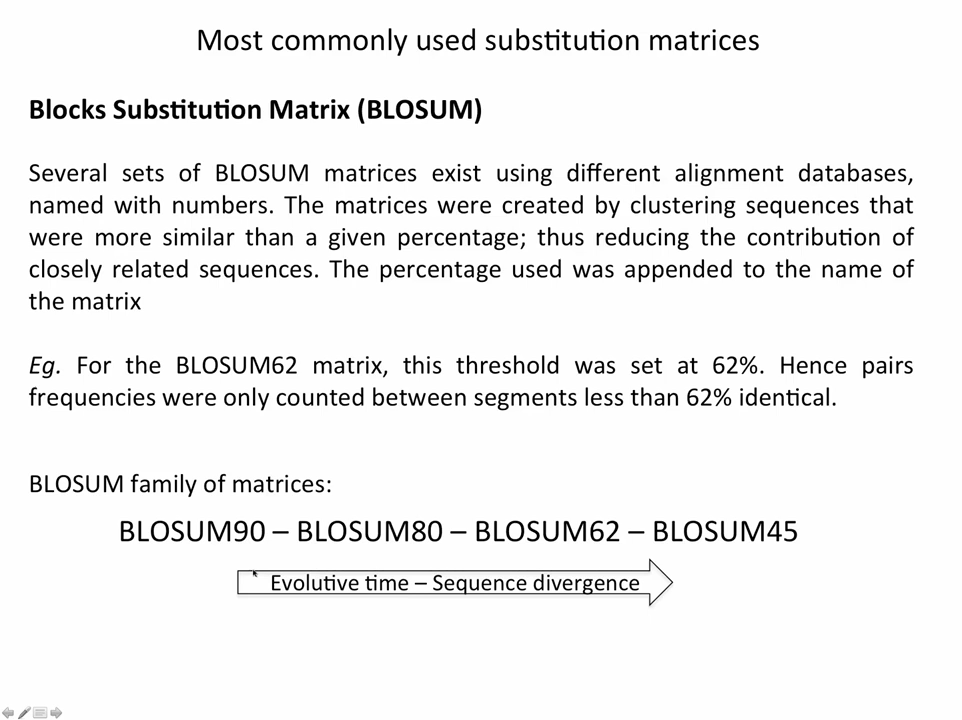 Most commonly used substitution matrices
Blocks Substitution Matrix (BLOSUM)
Several sets of BLOSUM matrices exist using different alignment databases,
named with numbers. The matrices were created by clustering sequences that
were more similar than a given percentage; thus reducing the contribution of
closely related sequences. The percentage used was appended to the name of
the matrix
Eg. For the BLOSUM62 matrix, this threshold was set at 62%. Hence pairs
frequencies were only counted between segments less than 62% identical.
BLOSUM family of matrices:
BLOSUM90 – BLOSUM80 – BLOSUM62 – BLOSUM45
Evolutive time – Sequence divergence